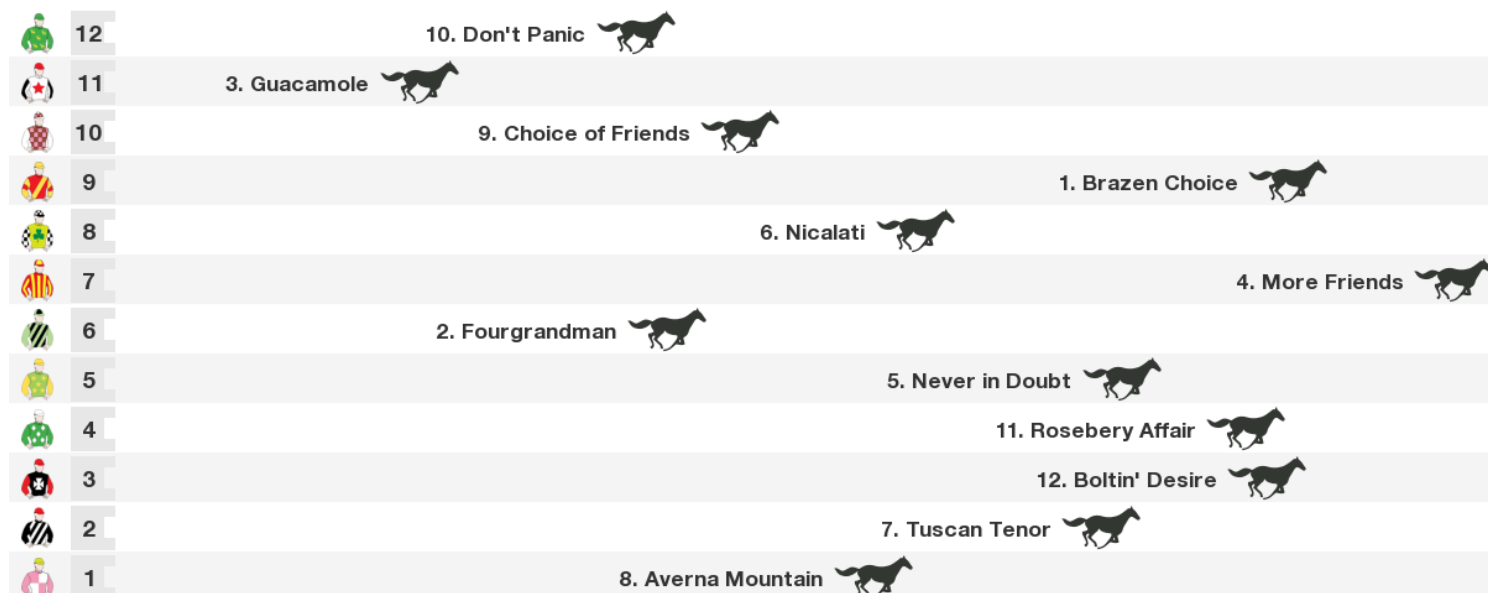 12 10. Don't Panic
11 3. Guacamole
10 9. Choice of Friends
9 1. Brazen Choice
8 6. Nicalati
7 4. More Friends
6 2. Fourgrandman
5 5. Never in Doubt
4 11. Rosebery Affair
3 12. Boltin' Desire
2 7. Tuscan Tenor
1 8. Averna Mountain